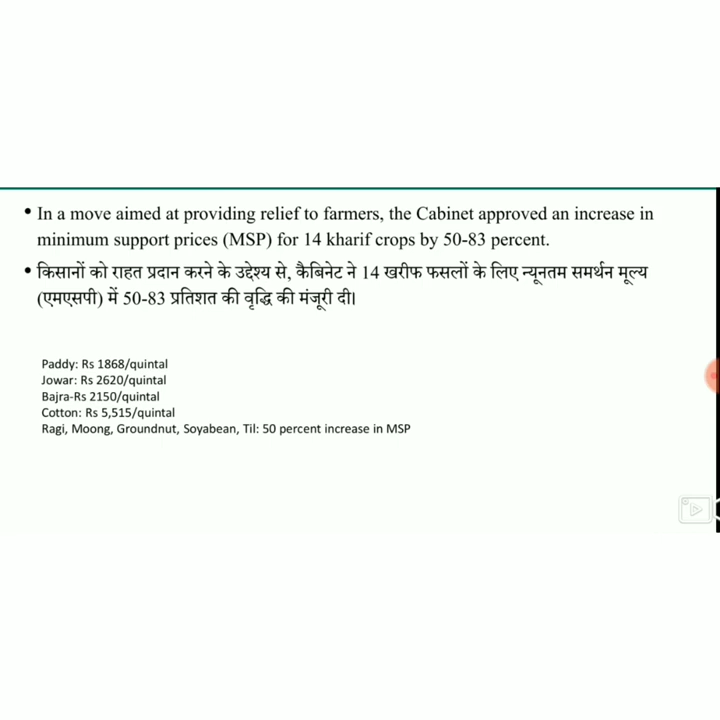 • In a move aimed at providing relief to farmers, the Cabinet approved an increase in
minimum support prices (MSP) for 14 kharif crops by 50-83 percent.
• किसानों को राहत प्रदान करने के उद्देश्य से, कैबिनेट ने 14 खरीफ फसलों के लिए न्यूनतम समर्थन मूल्य
(एमएसपी) में 50-83 प्रतिशत की वृद्धि की मंजूरी दी।
Paddy: Rs 1868/quintal
Jowar: Rs 2620/quintal
Bajra-Rs 2150/quintal
Cotton: Rs 5,515/quintal
Ragi, Moong, Groundnut, Soyabean, Til: 50 percent increase in MSP